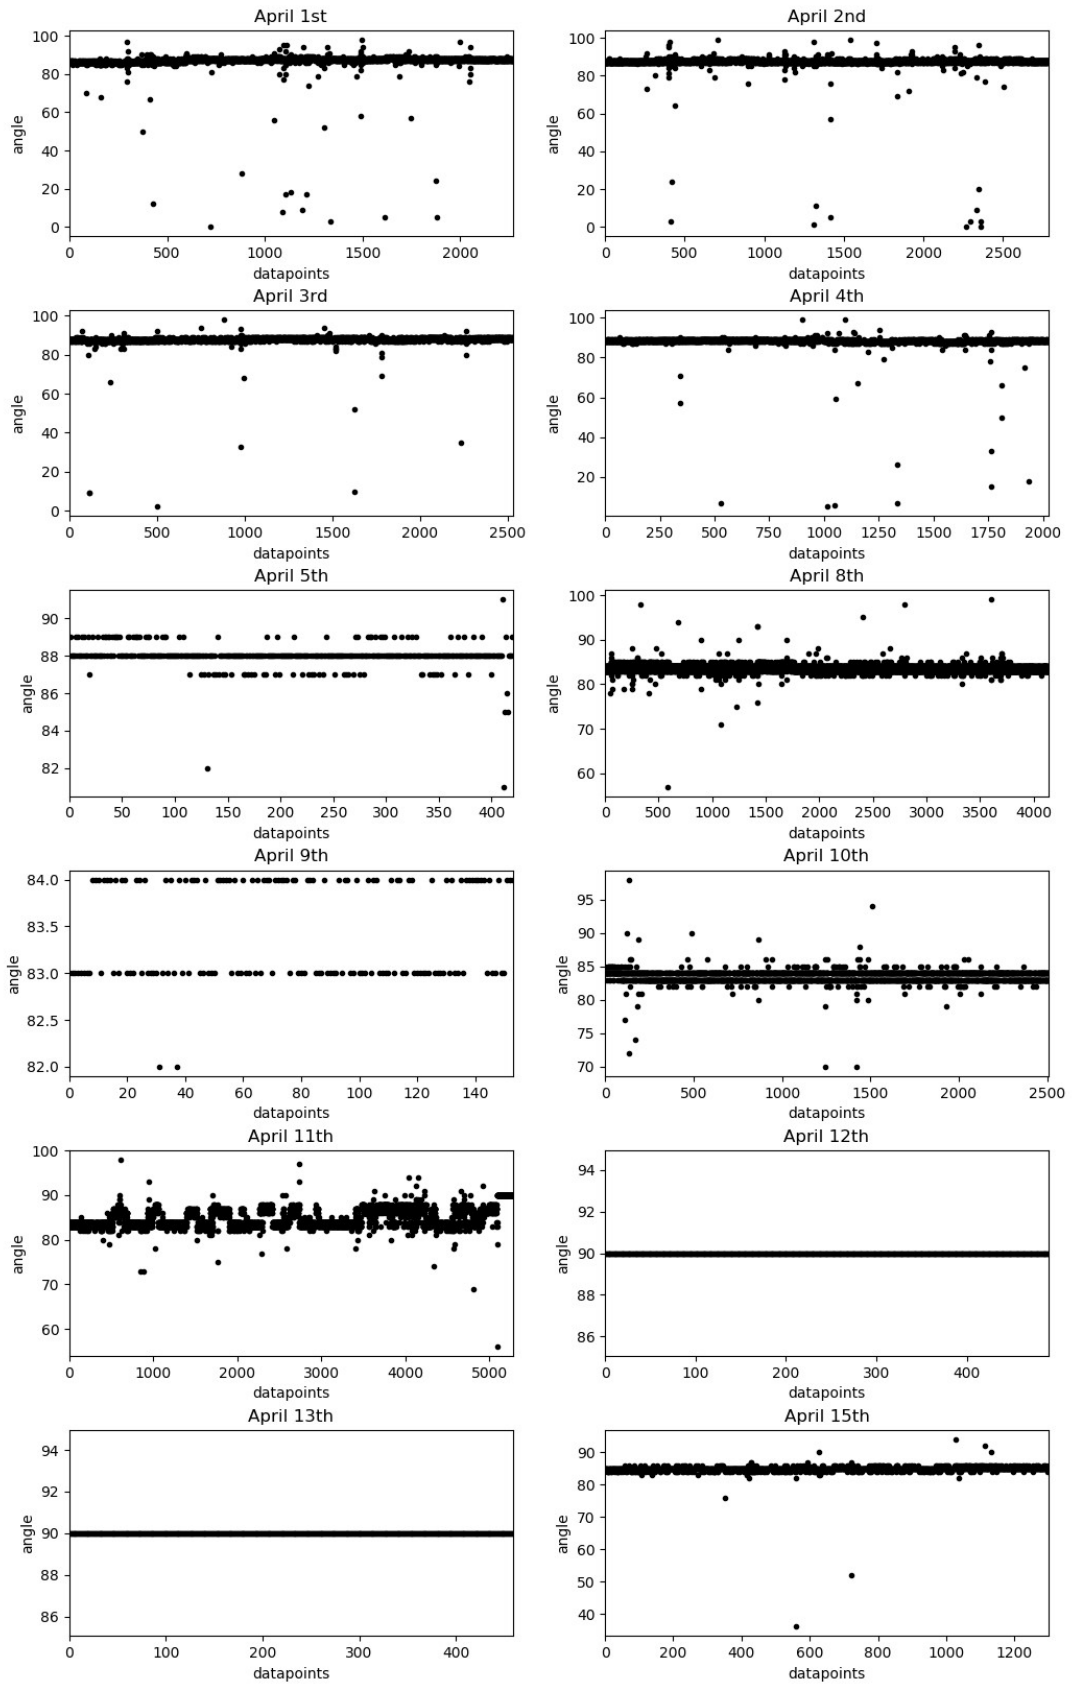 April 1st
100
80
60
40
20
0
angle
0 500 1000 1500 2000
datapoints
April 2nd
100
80
60
40
20
0
angle
0 500 1000 1500 2000 2500
datapoints
April 3rd
100
80
60
40
20
0
angle
0 500 1000 1500 2000 2500
datapoints
April 4th
100
80
60
40
20
angle
0 250 500 750 1000 1250 1500 1750 2000
datapoints
April 5th
90
88
86
84
82
angle
0 50 100 150 200 250 300 350 400
datapoints
April 8th
100
90
80
70
60
angle
0 500 1000 1500 2000 2500 3000 3500 4000
datapoints
April 9th
84.0
83.5
83.0
82.5
82.0
angle
0 20 40 60 80 100 120 140
datapoints
April 10th
95
90
85
80
75
70
angle
0 500 1000 1500 2000 2500
datapoints
April 11th
100
90
80
70
60
angle
0 1000 2000 3000 4000 5000
datapoints
April 12th
94
92
90
88
86
angle
0 100 200 300 400
datapoints
April 13th
94
92
90
88
86
angle
0 100 200 300 400
datapoints
April 15th
90
80
70
60
50
40
angle
0 200 400 600 800 1000 1200
datapoints